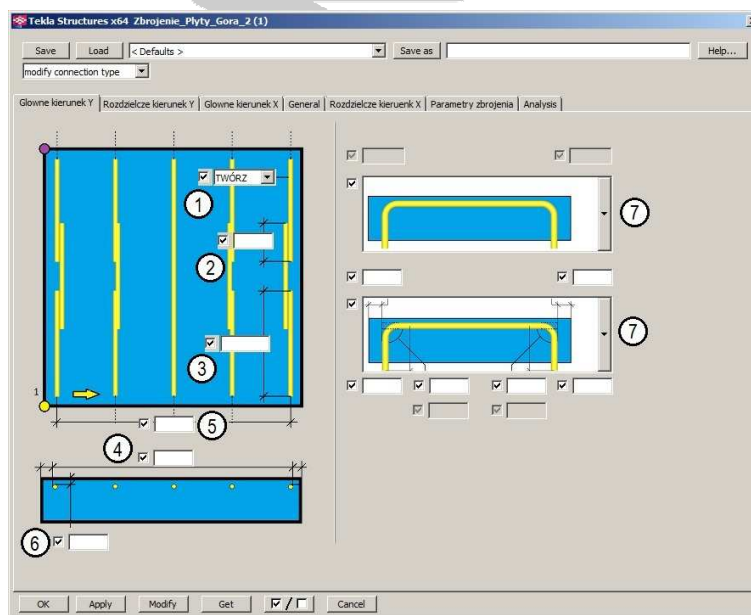 Tekla Structures x64 Zbrojenie_Plyty_Gora_2 (1)
Save Load < Defaults > Save as Help...
modify connection type
Glowne kierunek Y Rozdzielcze kierunek Y Glowne kierunek X General Rozdzielcze kieruenk X Parametry zbrojenia Analysis
TWÓRZ
1
7
2
7
3
1
5
4
6
OK Apply Modify Get / Cancel